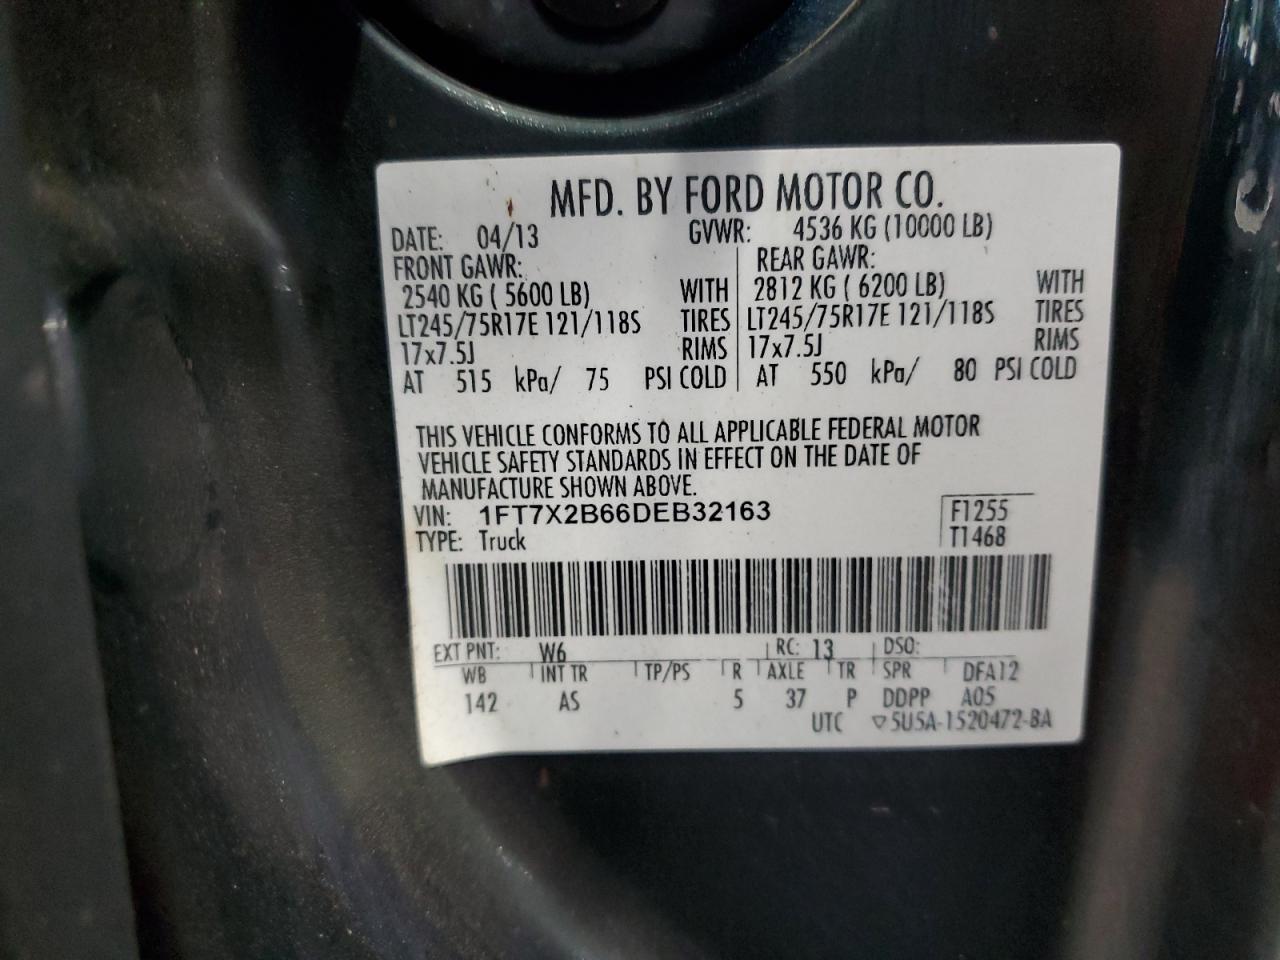 MFD. BY FORD MOTOR CO.
DATE: 04/13 GVWR: 4536 KG (10000 LB)
FRONT GAWR: REAR GAWR:
2540 KG ( 5600 LB) WITH 2812 KG ( 6200 LB) WITH
LT245/75R17E 121/118S TIRES LT245/75R17E 121/118S TIRES
17x7.5J RIMS 17x7.5J RIMS
AT 515 kPa/ 75 PSI COLD AT 550 kPa/ 80 PSI COLD
THIS VEHICLE CONFORMS TO ALL APPLICABLE FEDERAL MOTOR
VEHICLE SAFETY STANDARDS IN EFFECT ON THE DATE OF
MANUFACTURE SHOWN ABOVE.
VIN: 1FT7X2B66DEB32163 F1255
TYPE: Truck T1468
EXT PNT: W6 RC: 13 DSO:
WB INT TR TP/PS R AXLE TR SPR DFA12
142 AS 5 37 P DDPP A05
UTC ▽5U5A-1520472-BA